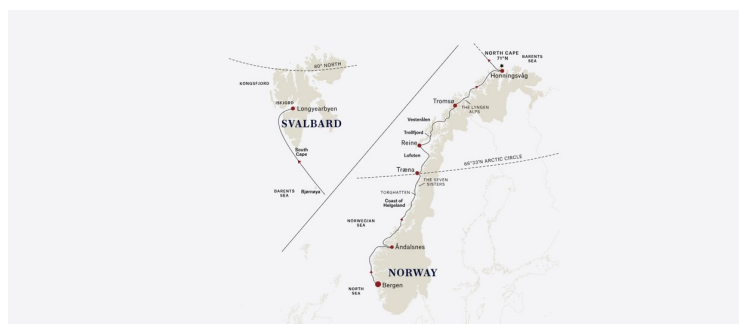 80° NORTH
KONGSFJORD
ISFJORD
Longyearbyen
SVALBARD
South
Cape
BARENTS
SEA
Bjørnøya
NORTH CAPE
71°N
BARENTS
SEA
Honningsvåg
Tromsø
THE LYNGEN
ALPS
Vesterålen
Trollfjord
Reine
Lofoten
66°33'N ARCTIC CIRCLE
Træna
THE SEVEN
SISTERS
TORGHATTEN
Coast of
Helgeland
NORWEGIAN
SEA
Åndalsnes
NORWAY
NORTH
SEA
Bergen